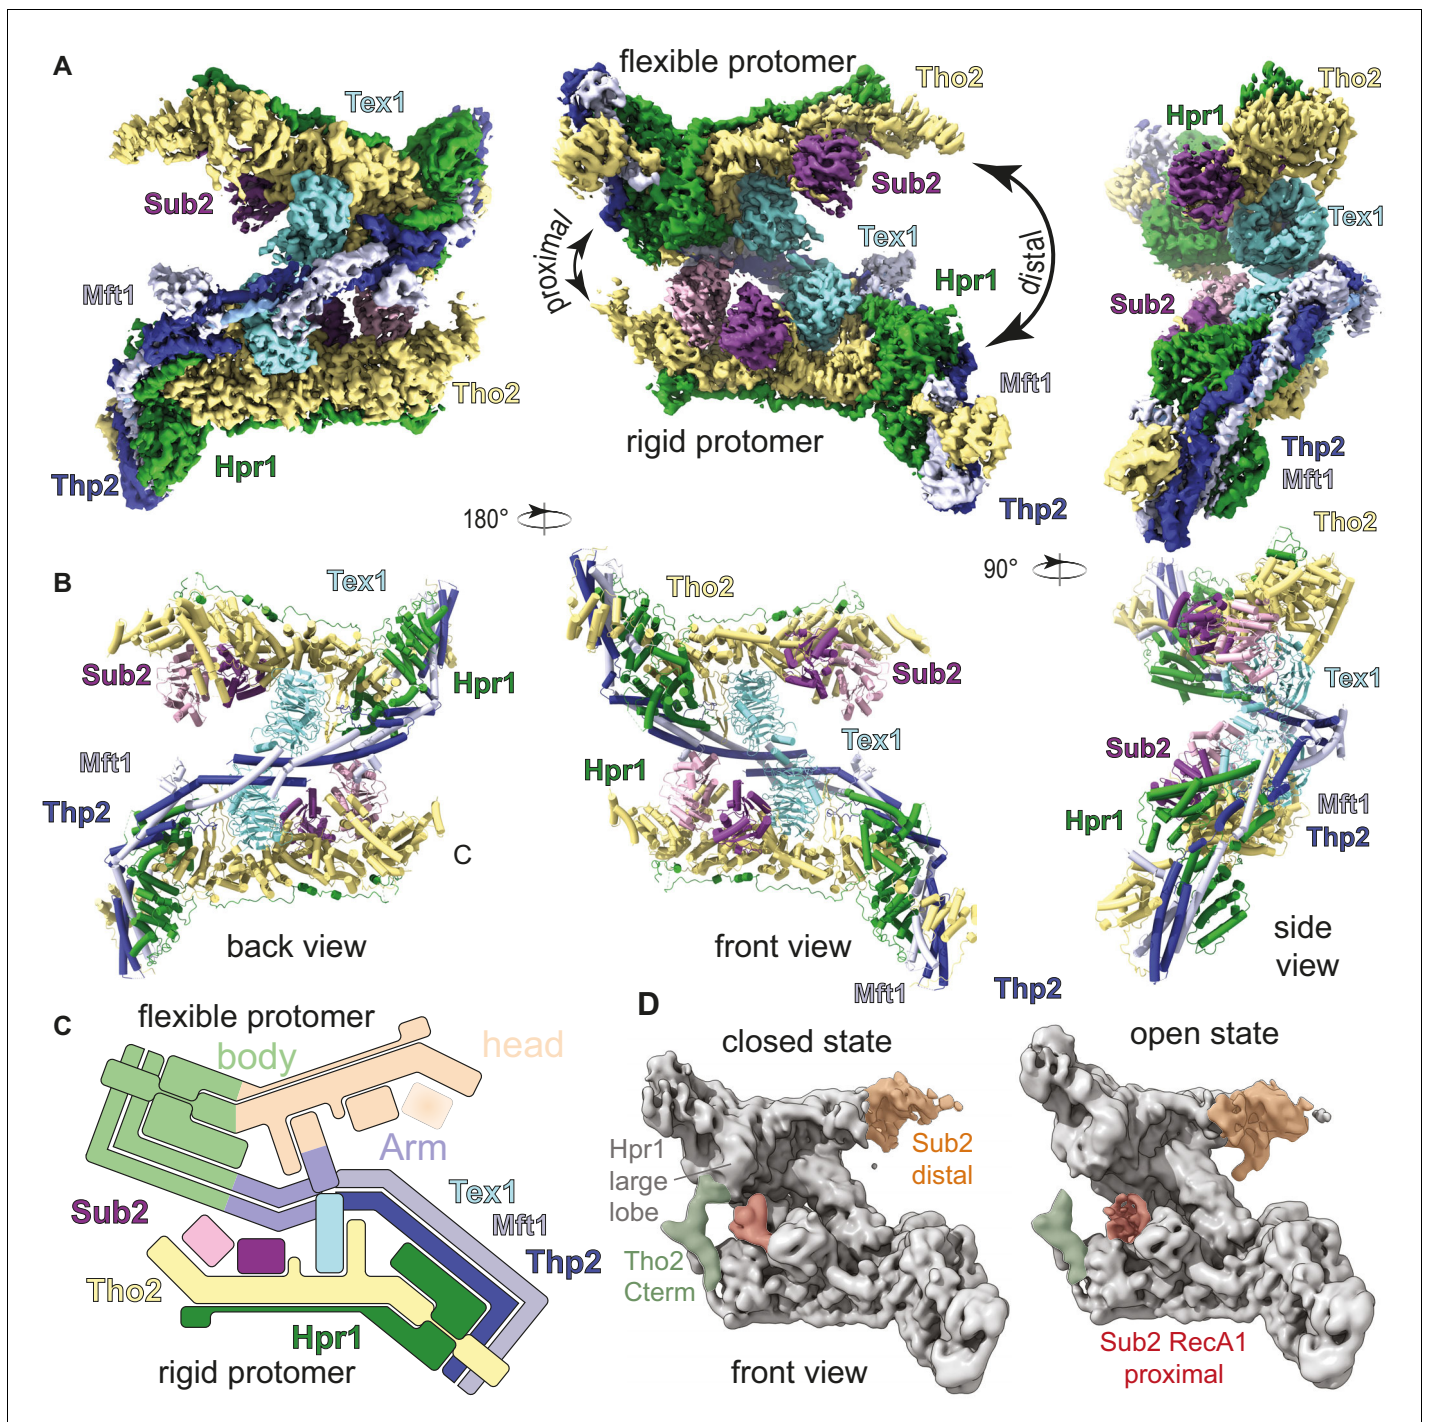 A
flexible protomer
Tex1
Tho2
Tho2
Hpr1
Sub2
Sub2
Tex1
proximal
distal
Tex1
Mft1
Hpr1
Sub2
Tho2
Mft1
rigid protomer
Hpr1
Thp2
Thp2
Mft1
Thp2
180°
Tho2
90°
B
Tex1
Tho2
Sub2
Hpr1
Sub2
Tex1
Mft1
Tex1
Sub2
Hpr1
Thp2
Mft1
Hpr1
Thp2
C
back view
front view
side
view
Mft1
Thp2
C
flexible protomer
body
head
Arm
Sub2
Tex1
Mft1
Thp2
Tho2
Hpr1
rigid protomer
D
closed state
open state
Hpr1
large
lobe
Sub2
distal
Tho2
Cterm
Sub2 RecA1
proximal
front view